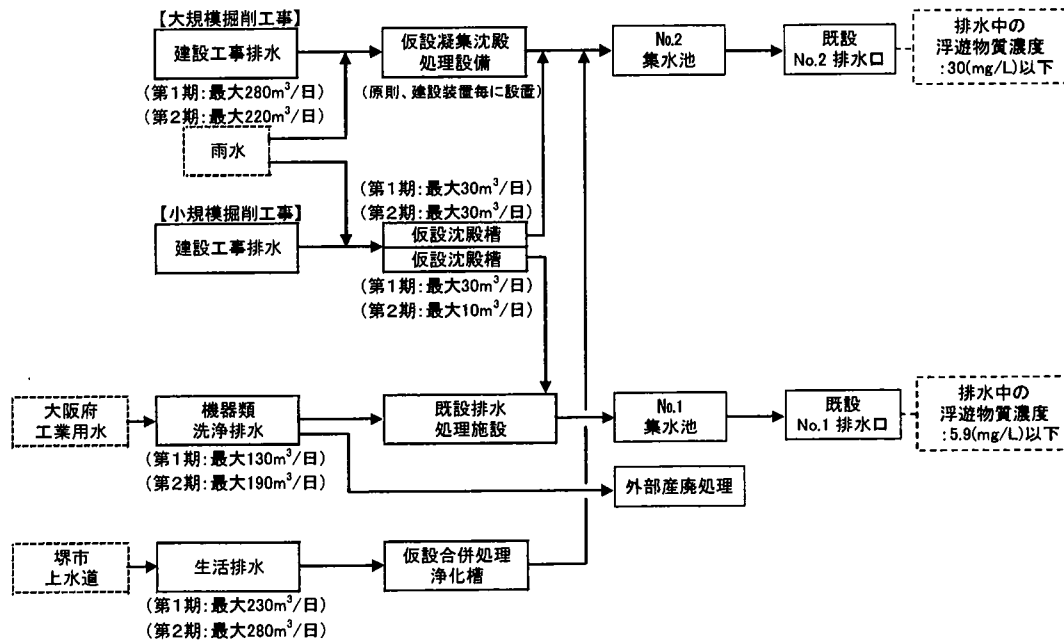 【大規模掘削工事】
建設工事排水
(第1期:最大280m³/日)
(第2期:最大220m³/日)
仮設凝集沈殿
処理設備
(原則、建設装置毎に設置)
No.2
集水池
既設
No.2 排水口
排水中の
浮遊物質濃度
:30(mg/L)以下
雨水
【小規模掘削工事】
建設工事排水
(第1期:最大30m³/日)
(第2期:最大30m³/日)
仮設沈殿槽
仮設沈殿槽
(第1期:最大30m³/日)
(第2期:最大10m³/日)
大阪府
工業用水
機器類
洗浄排水
(第1期:最大130m³/日)
(第2期:最大190m³/日)
既設排水
処理施設
No.1
集水池
既設
No.1 排水口
排水中の
浮遊物質濃度
:5.9(mg/L)以下
外部産廃処理
堺市
上水道
生活排水
(第1期:最大230m³/日)
(第2期:最大280m³/日)
仮設合併処理
浄化槽